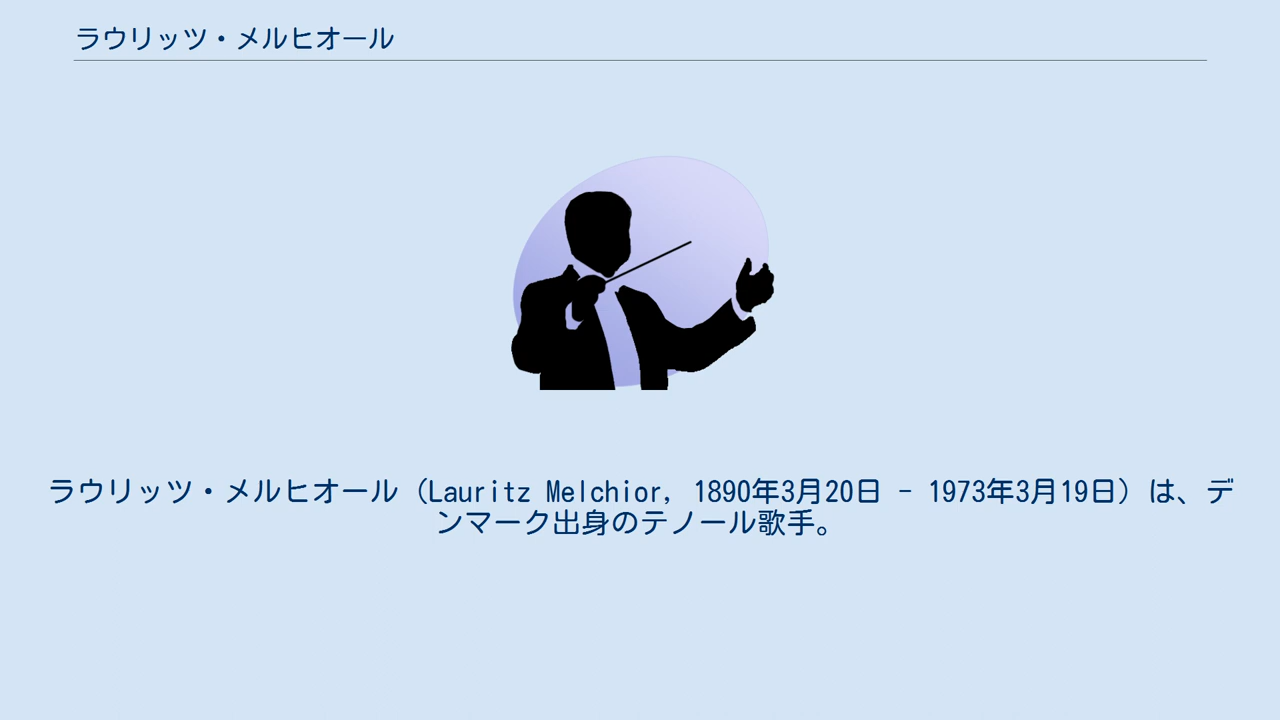 ラウリッツ・メルヒオール
ラウリッツ・メルヒオール（Lauritz Melchior, 1890年3月20日 - 1973年3月19日）は、デ
ンマーク出身のテノール歌手。